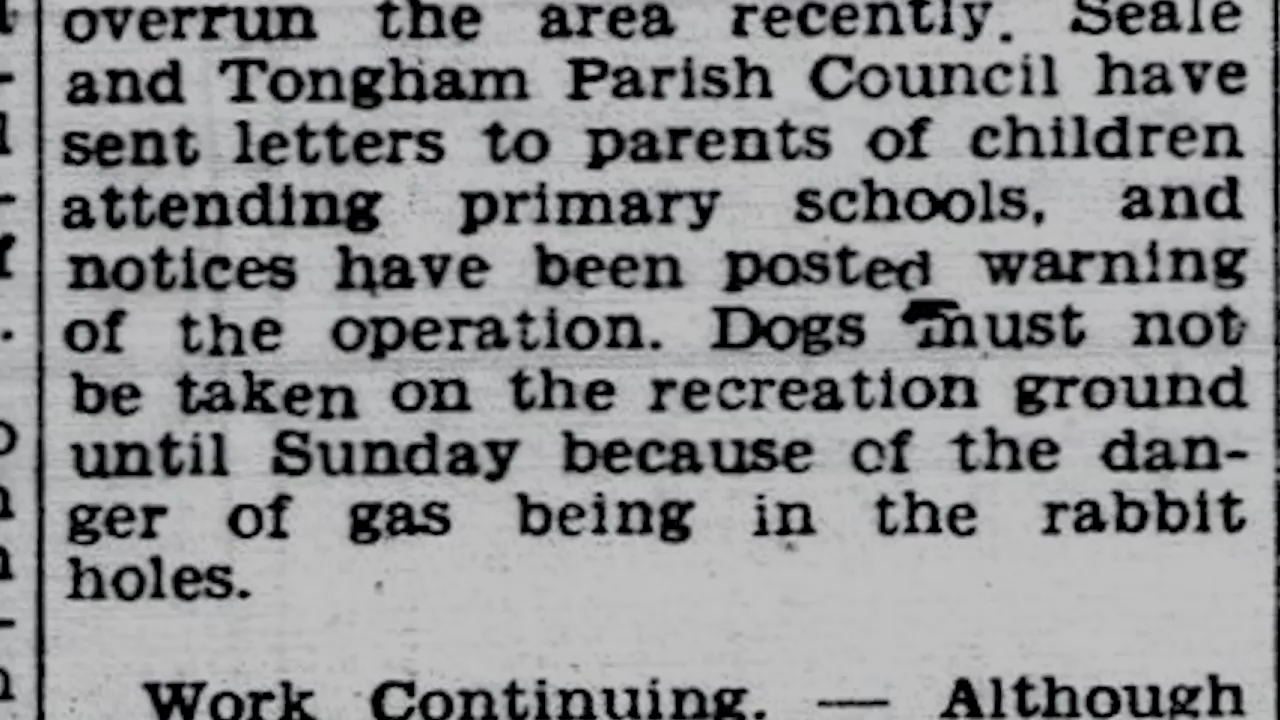 overrun the area recently. Seale
and Tongham Parish Council have
sent letters to parents of children
attending primary schools, and
notices have been posted warning
of the operation. Dogs must not
be taken on the recreation ground
until Sunday because of the dan-
ger of gas being in the rabbit
holes.
Work Continuing. — Although